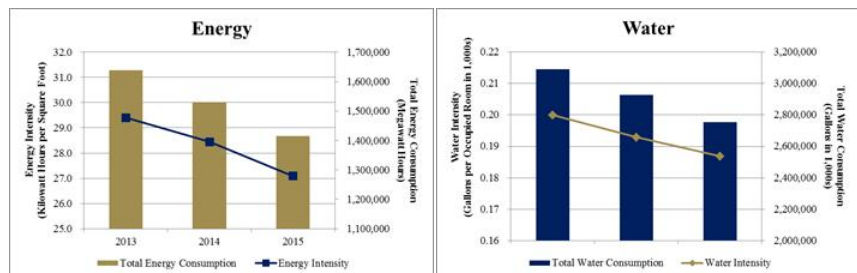 Energy
32.0
31.0
30.0
29.0
28.0
27.0
26.0
25.0
Energy Intensity
(Kilowatt Hours per Square Foot)
1,700,000
1,600,000
1,500,000
1,400,000
1,300,000
1,200,000
1,100,000
Total Energy Consumption
(Megawatt Hours)
2013 2014 2015
Total Energy Consumption Energy Intensity
Water
0.22
0.21
0.20
0.19
0.18
0.17
0.16
Water Intensity
(Gallons per Occupied Room in 1,000s)
3,200,000
3,000,000
2,800,000
2,600,000
2,400,000
2,200,000
2,000,000
Total Water Consumption
(Gallons in 1,000s)
Total Water Consumption Water Intensity